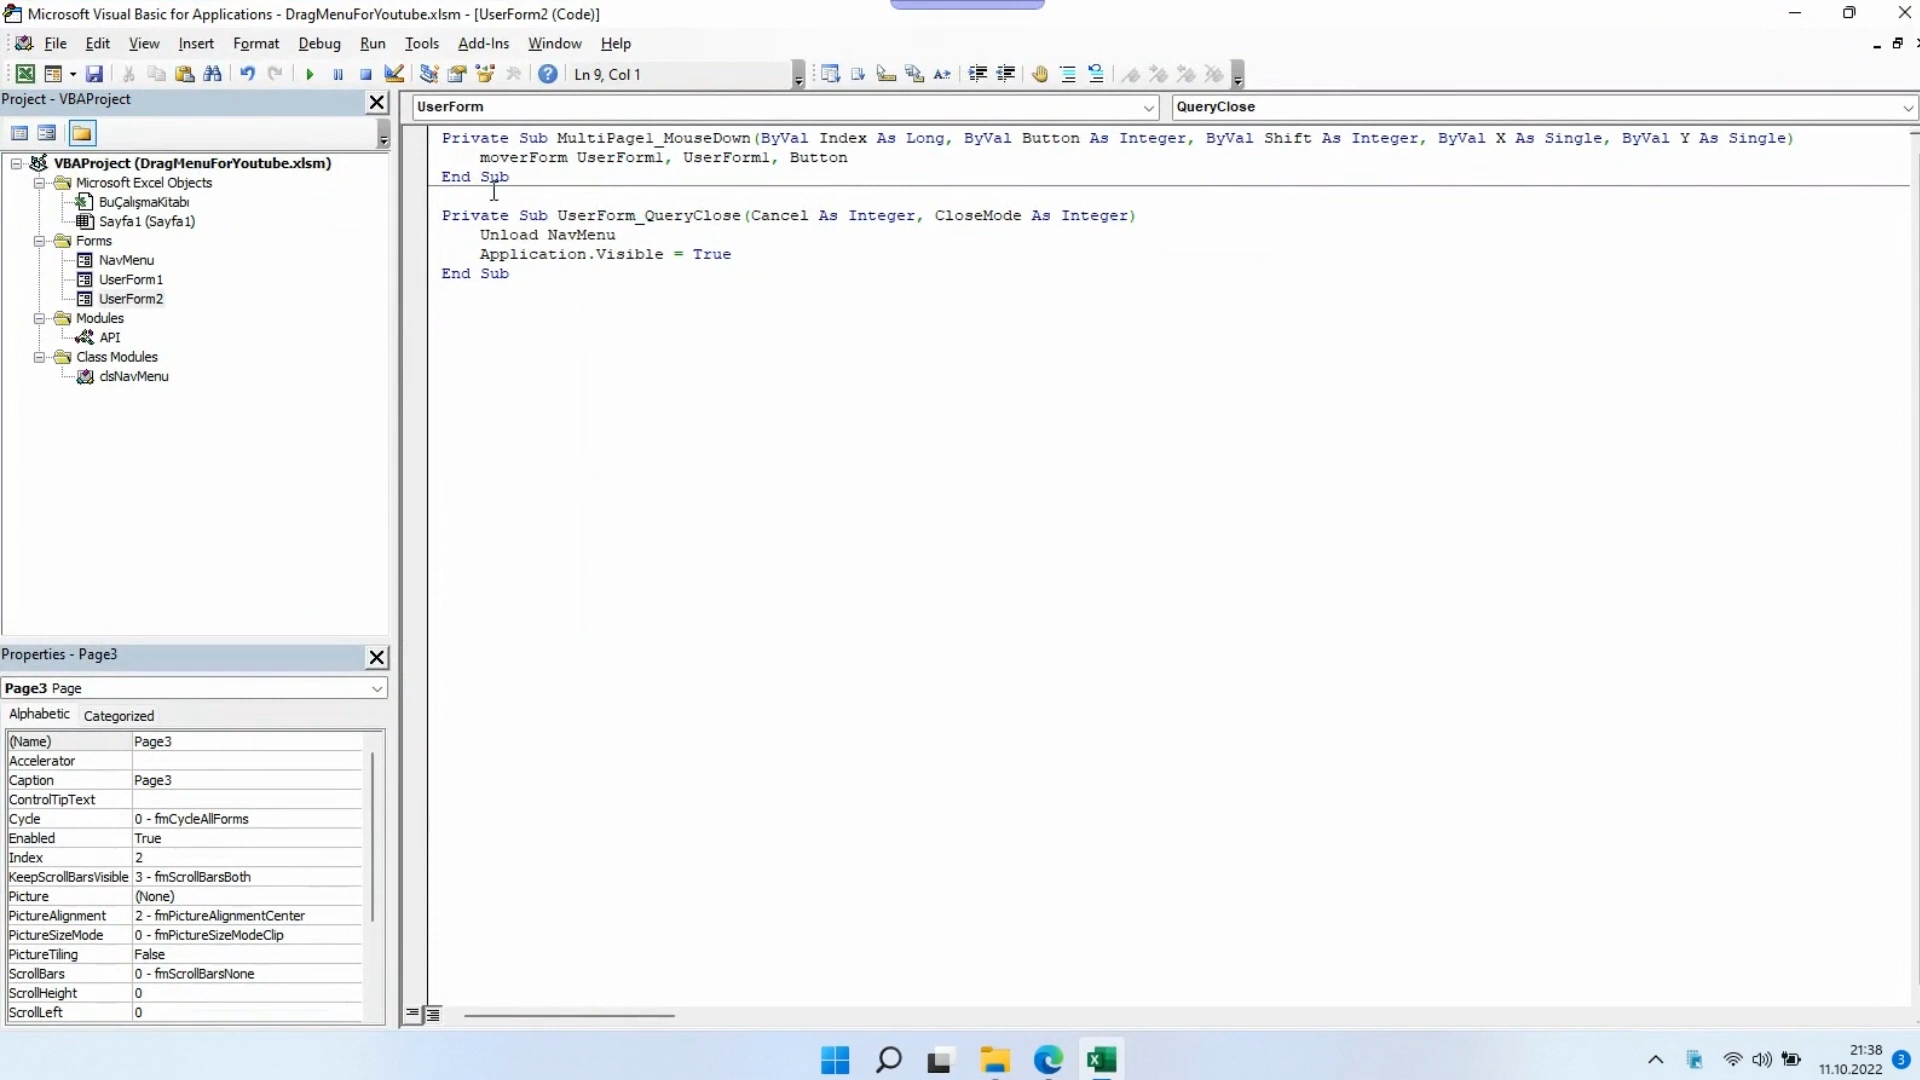 Microsoft Visual Basic for Applications - DragMenuForYoutube.xlsm - [UserForm2 (Code)]
File Edit View Insert Format Debug Run Tools Add-Ins Window Help
Ln 9, Col 1
Project - VBAProject
UserForm
QueryClose
VBAProject (DragMenuForYoutube.xlsm)
Microsoft Excel Objects
BuÇalışmaKitabı
Sayfa1 (Sayfa1)
Forms
NavMenu
UserForm1
UserForm2
Modules
API
Class Modules
clsNavMenu
Private Sub MultiPage1_MouseDown(ByVal Index As Long, ByVal Button As Integer, ByVal Shift As Integer, ByVal X As Single, ByVal Y As Single)
moverForm UserForm1, UserForm1, Button
End Sub
Private Sub UserForm_QueryClose(Cancel As Integer, CloseMode As Integer)
Unload NavMenu
Application.Visible = True
End Sub
Properties - Page3
Page3 Page
Alphabetic Categorized
(Name) Page3
Accelerator
Caption Page3
ControlTipText
Cycle 0 - fmCycleAllForms
Enabled True
Index 2
KeepScrollBarsVisible 3 - fmScrollBarsBoth
Picture (None)
PictureAlignment 2 - fmPictureAlignmentCenter
PictureSizeMode 0 - fmPictureSizeModeClip
PictureTiling False
ScrollBars 0 - fmScrollBarsNone
ScrollHeight 0
ScrollLeft 0
21:38
11.10.2022
3